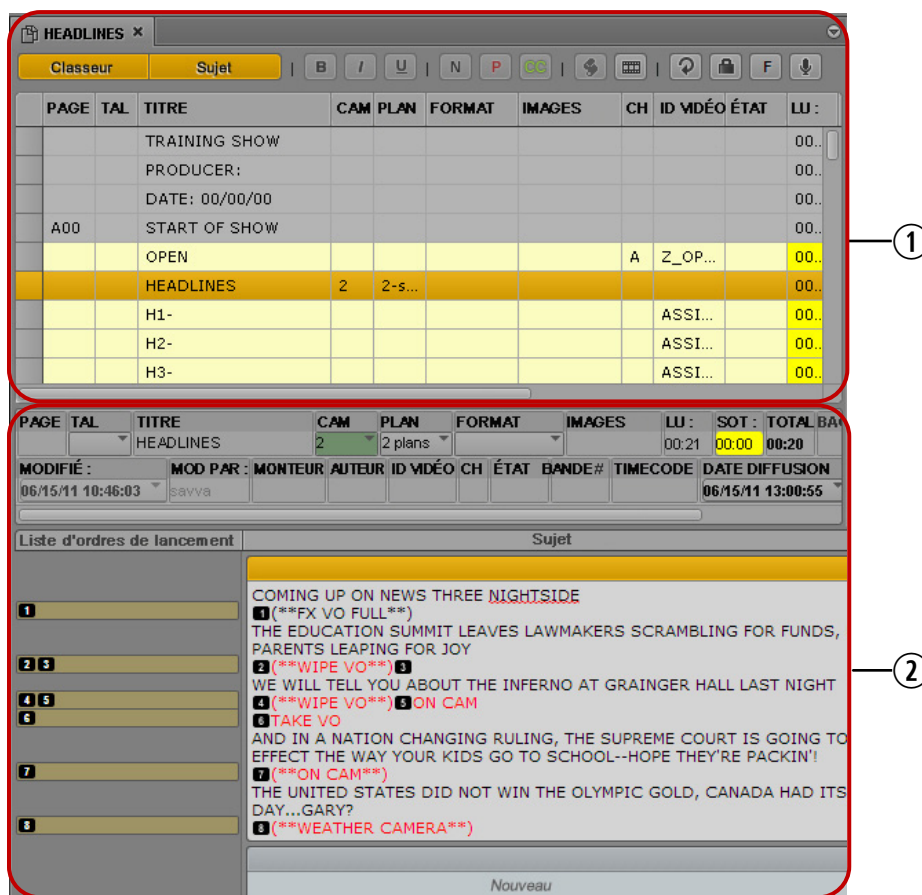 HEADLINES ×
Classeur Sujet | B I U | N P CC | | F
PAGE TAL TITRE CAM PLAN FORMAT IMAGES CH ID VIDÉO ÉTAT LU :
TRAINING SHOW 00..
PRODUCER: 00..
DATE: 00/00/00 00..
A00 START OF SHOW 00..
OPEN A Z_OP... 00..
HEADLINES 2 2-s... 00..
H1- ASSI... 00..
H2- ASSI... 00..
H3- ASSI... 00..
1
PAGE TAL TITRE CAM PLAN FORMAT IMAGES LU : SOT : TOTAL
HEADLINES 2 2 plans 00:21 00:00 00:20
MODIFIÉ : MOD PAR : MONTEUR AUTEUR ID VIDÉO CH ÉTAT BANDE# TIMECODE DATE DIFFUSION
06/15/11 10:46:03 savva 06/15/11 13:00:55
Liste d'ordres de lancement Sujet
COMING UP ON NEWS THREE NIGHTSIDE
1 1(**FX VO FULL**)
THE EDUCATION SUMMIT LEAVES LAWMAKERS SCRAMBLING FOR FUNDS,
PARENTS LEAPING FOR JOY
2 3 2(**WIPE VO**)3
WE WILL TELL YOU ABOUT THE INFERNO AT GRAINGER HALL LAST NIGHT
4 5 4(**WIPE VO**)5ON CAM
6 6TAKE VO
AND IN A NATION CHANGING RULING, THE SUPREME COURT IS GOING TO
EFFECT THE WAY YOUR KIDS GO TO SCHOOL--HOPE THEY'RE PACKIN'!
7 7(**ON CAM**)
THE UNITED STATES DID NOT WIN THE OLYMPIC GOLD, CANADA HAD ITS
DAY...GARY?
8 8(**WEATHER CAMERA**)
Nouveau
2